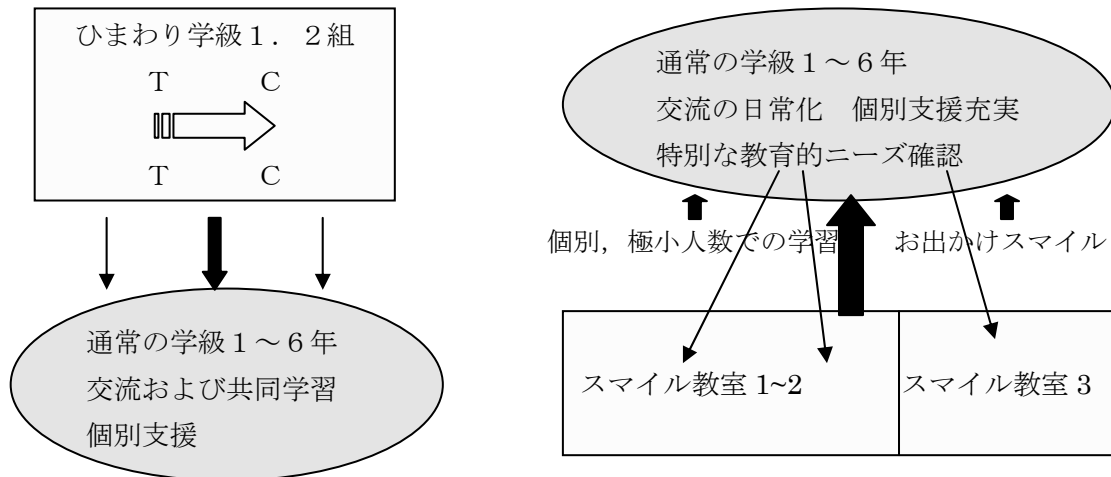 ひまわり学級１．２組
T C
T C
通常の学級１～６年
交流および共同学習
個別支援
通常の学級１～６年
交流の日常化 個別支援充実
特別な教育的ニーズ確認
個別，極小人数での学習 お出かけスマイル
スマイル教室 1~2 スマイル教室 3